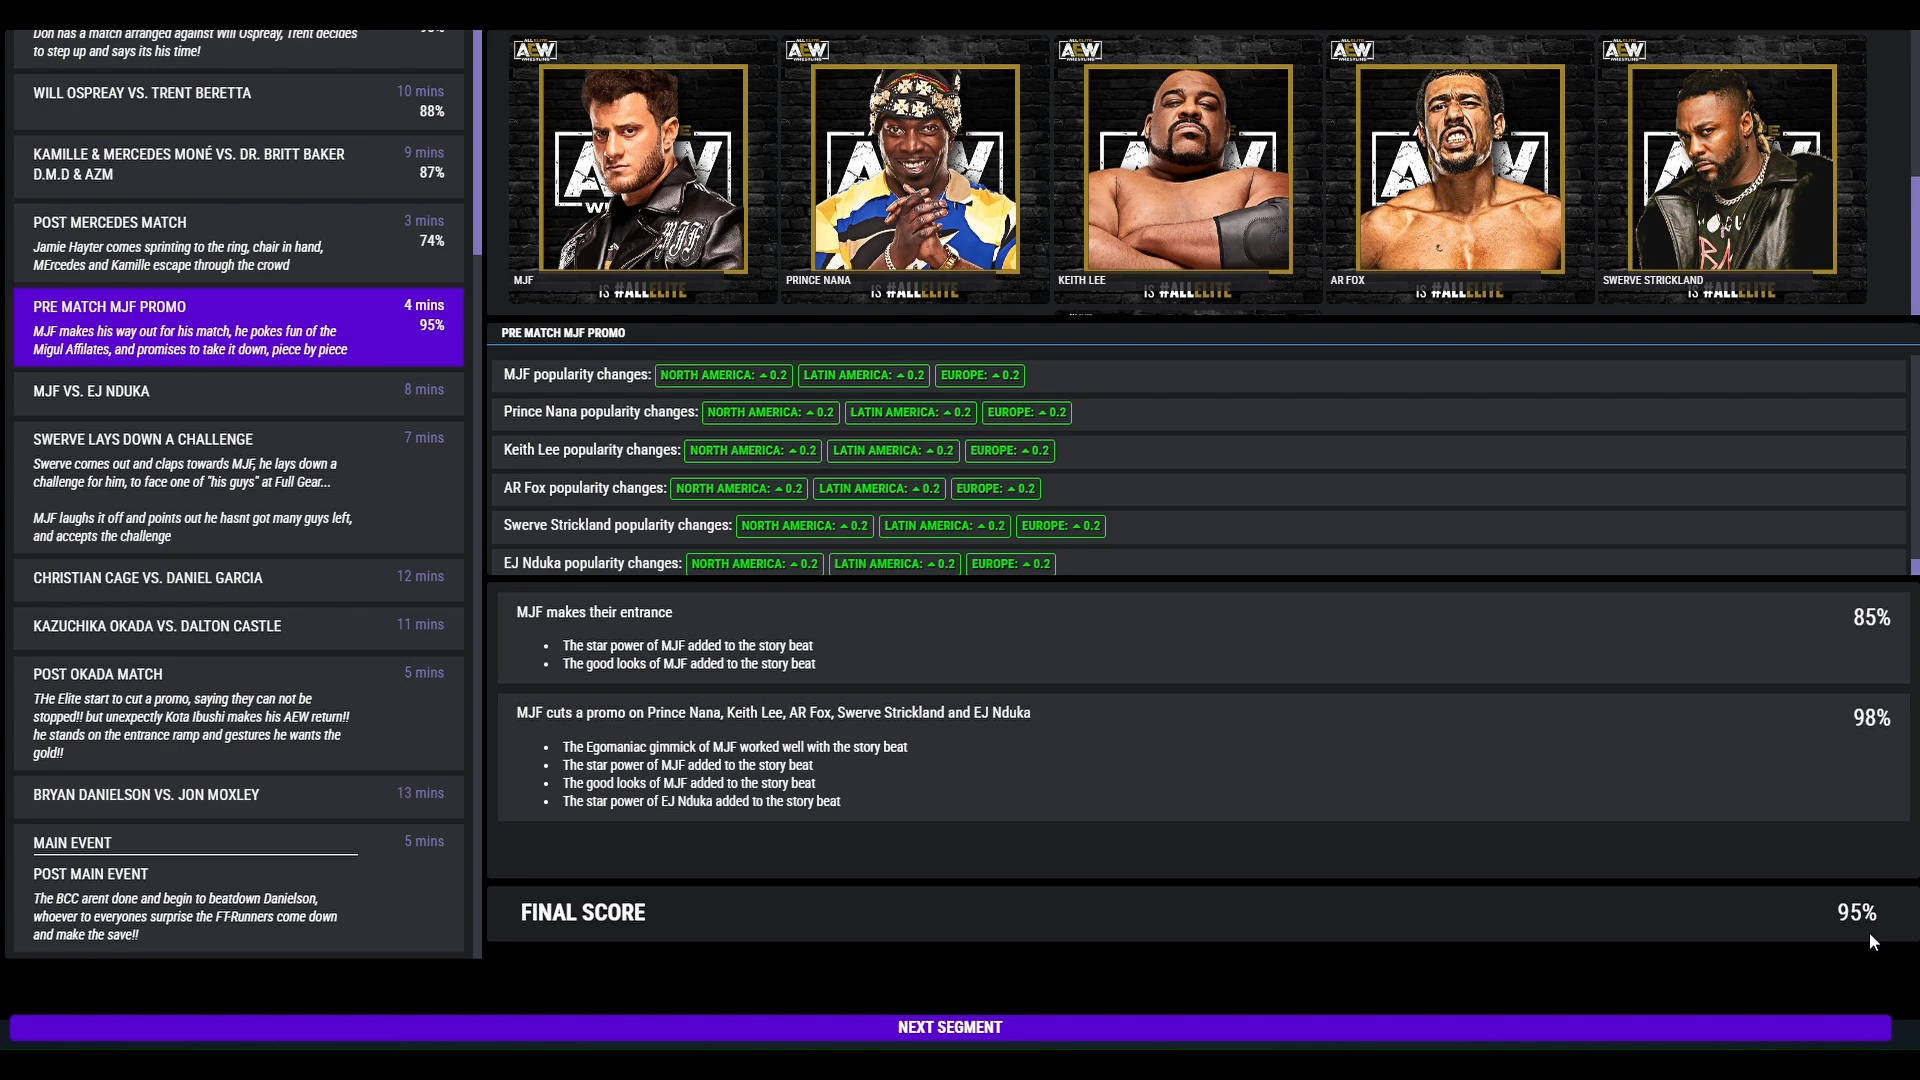 Don has a match arranged against Will Ospreay, Trent decides
to step up and says its his time!
WILL OSPREAY VS. TRENT BERETTA
10 mins
88%
KAMILLE & MERCEDES MONÉ VS. DR. BRITT BAKER
D.M.D & AZM
9 mins
87%
POST MERCEDES MATCH
3 mins
74%
Jamie Hayter comes sprinting to the ring, chair in hand,
MErcedes and Kamille escape through the crowd
PRE MATCH MJF PROMO
4 mins
95%
MJF makes his way out for his match, he pokes fun of the
Migul Affilates, and promises to take it down, piece by piece
MJF VS. EJ NDUKA
8 mins
SWERVE LAYS DOWN A CHALLENGE
7 mins
Swerve comes out and claps towards MJF, he lays down a
challenge for him, to face one of "his guys" at Full Gear...
MJF laughs it off and points out he hasnt got many guys left,
and accepts the challenge
CHRISTIAN CAGE VS. DANIEL GARCIA
12 mins
KAZUCHIKA OKADA VS. DALTON CASTLE
11 mins
POST OKADA MATCH
5 mins
THe Elite start to cut a promo, saying they can not be
stopped!! but unexpectly Kota Ibushi makes his AEW return!!
he stands on the entrance ramp and gestures he wants the
gold!!
BRYAN DANIELSON VS. JON MOXLEY
13 mins
MAIN EVENT
5 mins
POST MAIN EVENT
The BCC arent done and begin to beatdown Danielson,
whoever to everyones surprise the FT-Runners come down
and make the save!!
AEW
AEW
AEW
AEW
AEW
MJF
IS #ALLELITE
PRINCE NANA
IS #ALLELITE
KEITH LEE
IS #ALLELITE
AR FOX
IS #ALLELITE
SWERVE STRICKLAND
IS #ALLELITE
PRE MATCH MJF PROMO
MJF popularity changes: NORTH AMERICA: 0.2 LATIN AMERICA: 0.2 EUROPE: 0.2
Prince Nana popularity changes: NORTH AMERICA: 0.2 LATIN AMERICA: 0.2 EUROPE: 0.2
Keith Lee popularity changes: NORTH AMERICA: 0.2 LATIN AMERICA: 0.2 EUROPE: 0.2
AR Fox popularity changes: NORTH AMERICA: 0.2 LATIN AMERICA: 0.2 EUROPE: 0.2
Swerve Strickland popularity changes: NORTH AMERICA: 0.2 LATIN AMERICA: 0.2 EUROPE: 0.2
EJ Nduka popularity changes: NORTH AMERICA: 0.2 LATIN AMERICA: 0.2 EUROPE: 0.2
MJF makes their entrance
85%
• The star power of MJF added to the story beat
• The good looks of MJF added to the story beat
MJF cuts a promo on Prince Nana, Keith Lee, AR Fox, Swerve Strickland and EJ Nduka
98%
• The Egomaniac gimmick of MJF worked well with the story beat
• The star power of MJF added to the story beat
• The good looks of MJF added to the story beat
• The star power of EJ Nduka added to the story beat
FINAL SCORE
95%
NEXT SEGMENT